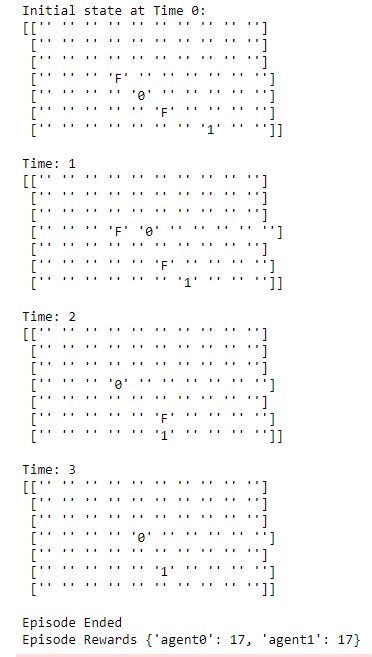 Initial state at Time 0:
[['' '' '' '' '' '' '' '' '' '']
 ['' '' '' '' '' '' '' '' '' '']
 ['' '' '' '' '' '' '' '' '' '']
 ['' '' '' 'F' '' '' '' '' '' '']
 ['' '' '' '' '0' '' '' '' '' '']
 ['' '' '' '' '' 'F' '' '' '' '']
 ['' '' '' '' '' '' '' '1' '' '']]
Time: 1
[['' '' '' '' '' '' '' '' '' '']
 ['' '' '' '' '' '' '' '' '' '']
 ['' '' '' '' '' '' '' '' '' '']
 ['' '' '' 'F' '0' '' '' '' '' '']
 ['' '' '' '' '' '' '' '' '' '']
 ['' '' '' '' '' 'F' '' '' '' '']
 ['' '' '' '' '' '' '1' '' '' '']]
Time: 2
[['' '' '' '' '' '' '' '' '' '']
 ['' '' '' '' '' '' '' '' '' '']
 ['' '' '' '' '' '' '' '' '' '']
 ['' '' '' '0' '' '' '' '' '' '']
 ['' '' '' '' '' '' '' '' '' '']
 ['' '' '' '' '' 'F' '' '' '' '']
 ['' '' '' '' '' '1' '' '' '' '']]
Time: 3
[['' '' '' '' '' '' '' '' '' '']
 ['' '' '' '' '' '' '' '' '' '']
 ['' '' '' '' '' '' '' '' '' '']
 ['' '' '' '' '0' '' '' '' '' '']
 ['' '' '' '' '' '' '' '' '' '']
 ['' '' '' '' '' '1' '' '' '' '']
 ['' '' '' '' '' '' '' '' '' '']]
Episode Ended
Episode Rewards {'agent0': 17, 'agent1': 17}